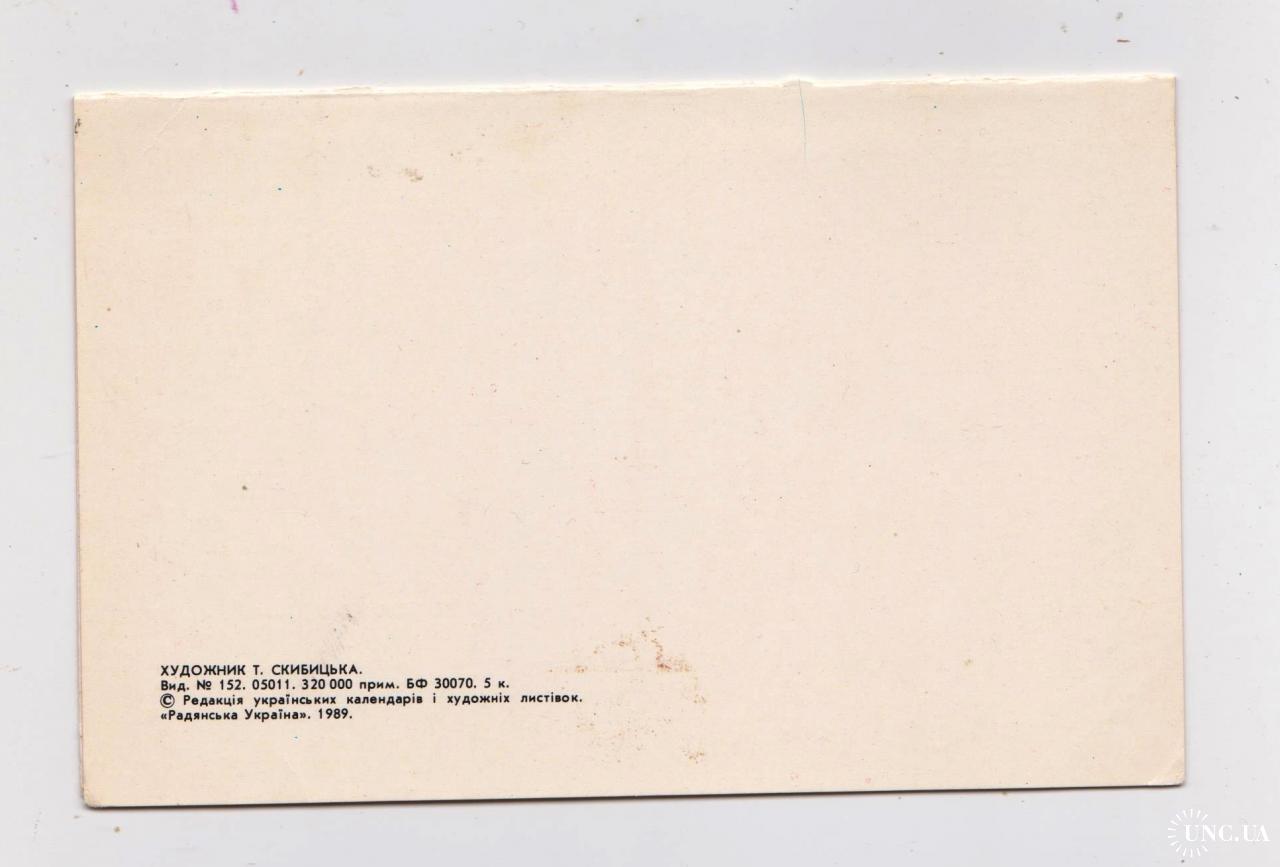 ХУДОЖНИК Т. СКИБИЦЬКА.
Вид. № 152. 05011. 320 000 прим. БФ 30070. 5 к.
© Редакція українських календарів і художніх листівок.
«Радянська Україна». 1989.
UNC.UA